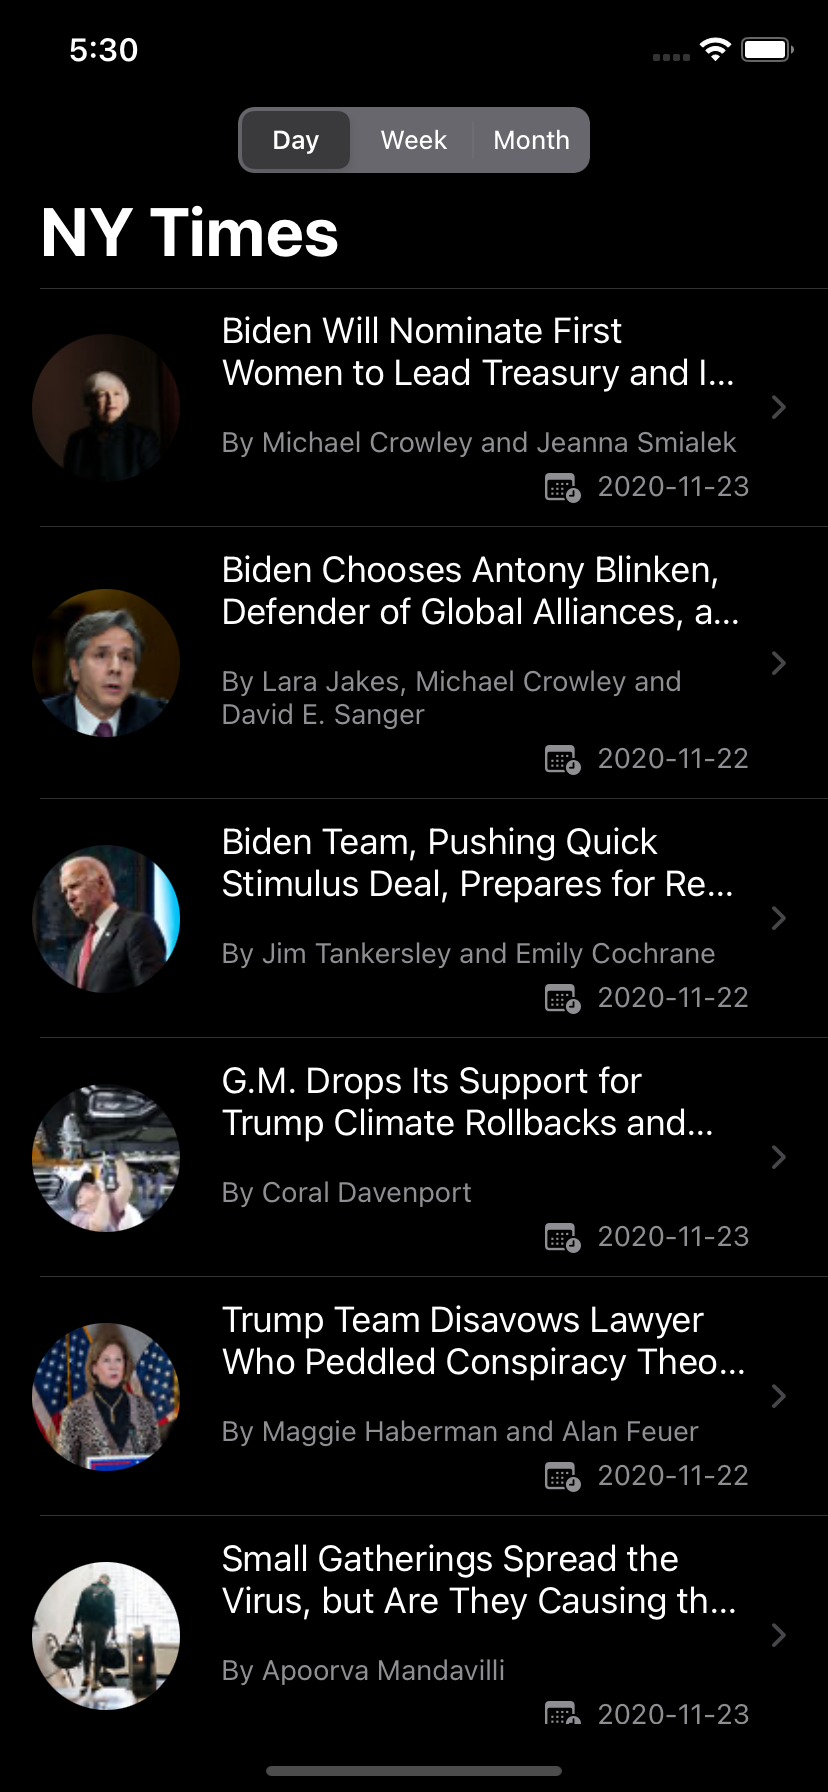 5:30
Day Week Month
NY Times
Biden Will Nominate First
Women to Lead Treasury and I...
By Michael Crowley and Jeanna Smialek
2020-11-23
Biden Chooses Antony Blinken,
Defender of Global Alliances, a...
By Lara Jakes, Michael Crowley and
David E. Sanger
2020-11-22
Biden Team, Pushing Quick
Stimulus Deal, Prepares for Re...
By Jim Tankersley and Emily Cochrane
2020-11-22
G.M. Drops Its Support for
Trump Climate Rollbacks and...
By Coral Davenport
2020-11-23
Trump Team Disavows Lawyer
Who Peddled Conspiracy Theo...
By Maggie Haberman and Alan Feuer
2020-11-22
Small Gatherings Spread the
Virus, but Are They Causing th...
By Apoorva Mandavilli
2020-11-23